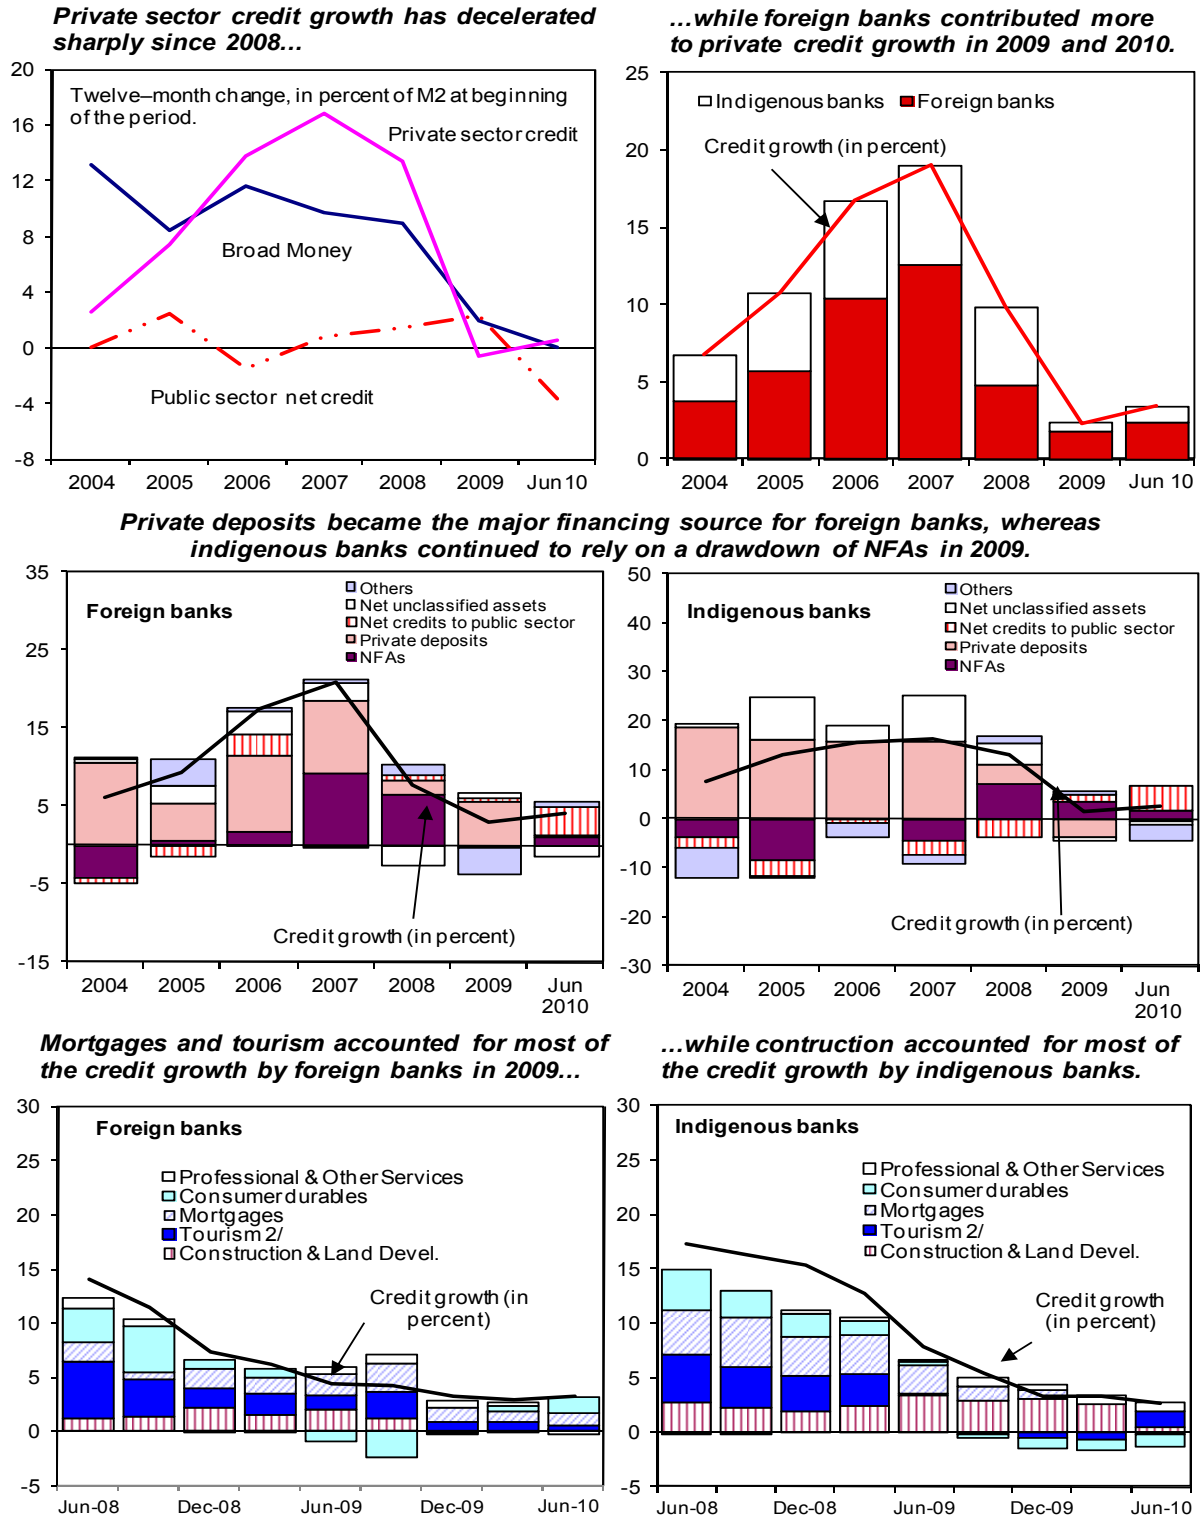 Private sector credit growth has decelerated
sharply since 2008...
20
16
12
8
4
0
-4
-8
Twelve–month change, in percent of M2 at beginning
of the period.
Private sector credit
Broad Money
Public sector net credit
2004 2005 2006 2007 2008 2009 Jun 10
...while foreign banks contributed more
to private credit growth in 2009 and 2010.
25
20
15
10
5
0
Indigenous banks Foreign banks
Credit growth (in percent)
2004 2005 2006 2007 2008 2009 Jun 10
Private deposits became the major financing source for foreign banks, whereas
indigenous banks continued to rely on a drawdown of NFAs in 2009.
35
25
15
5
-5
-15
Foreign banks
Others
Net unclassified assets
Net credits to public sector
Private deposits
NFAs
Credit growth (in percent)
2004 2005 2006 2007 2008 2009 Jun
2010
50
40
30
20
10
0
-10
-20
-30
Indigenous banks
Others
Net unclassified assets
Net credits to public sector
Private deposits
NFAs
Credit growth (in percent)
2004 2005 2006 2007 2008 2009 Jun
2010
Mortgages and tourism accounted for most of
the credit growth by foreign banks in 2009...
30
25
20
15
10
5
0
-5
Foreign banks
Professional & Other Services
Consumer durables
Mortgages
Tourism 2/
Construction & Land Devel.
Credit growth (in
percent)
Jun-08 Dec-08 Jun-09 Dec-09 Jun-10
...while contruction accounted for most of
the credit growth by indigenous banks.
30
25
20
15
10
5
0
-5
Indigenous banks
Professional & Other Services
Consumer durables
Mortgages
Tourism 2/
Construction & Land Devel.
Credit growth
(in percent)
Jun-08 Dec-08 Jun-09 Dec-09 Jun-10